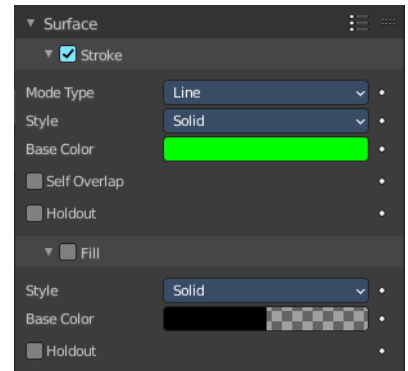 Surface
Stroke
Mode Type Line
Style Solid
Base Color
Self Overlap
Holdout
Fill
Style Solid
Base Color
Holdout